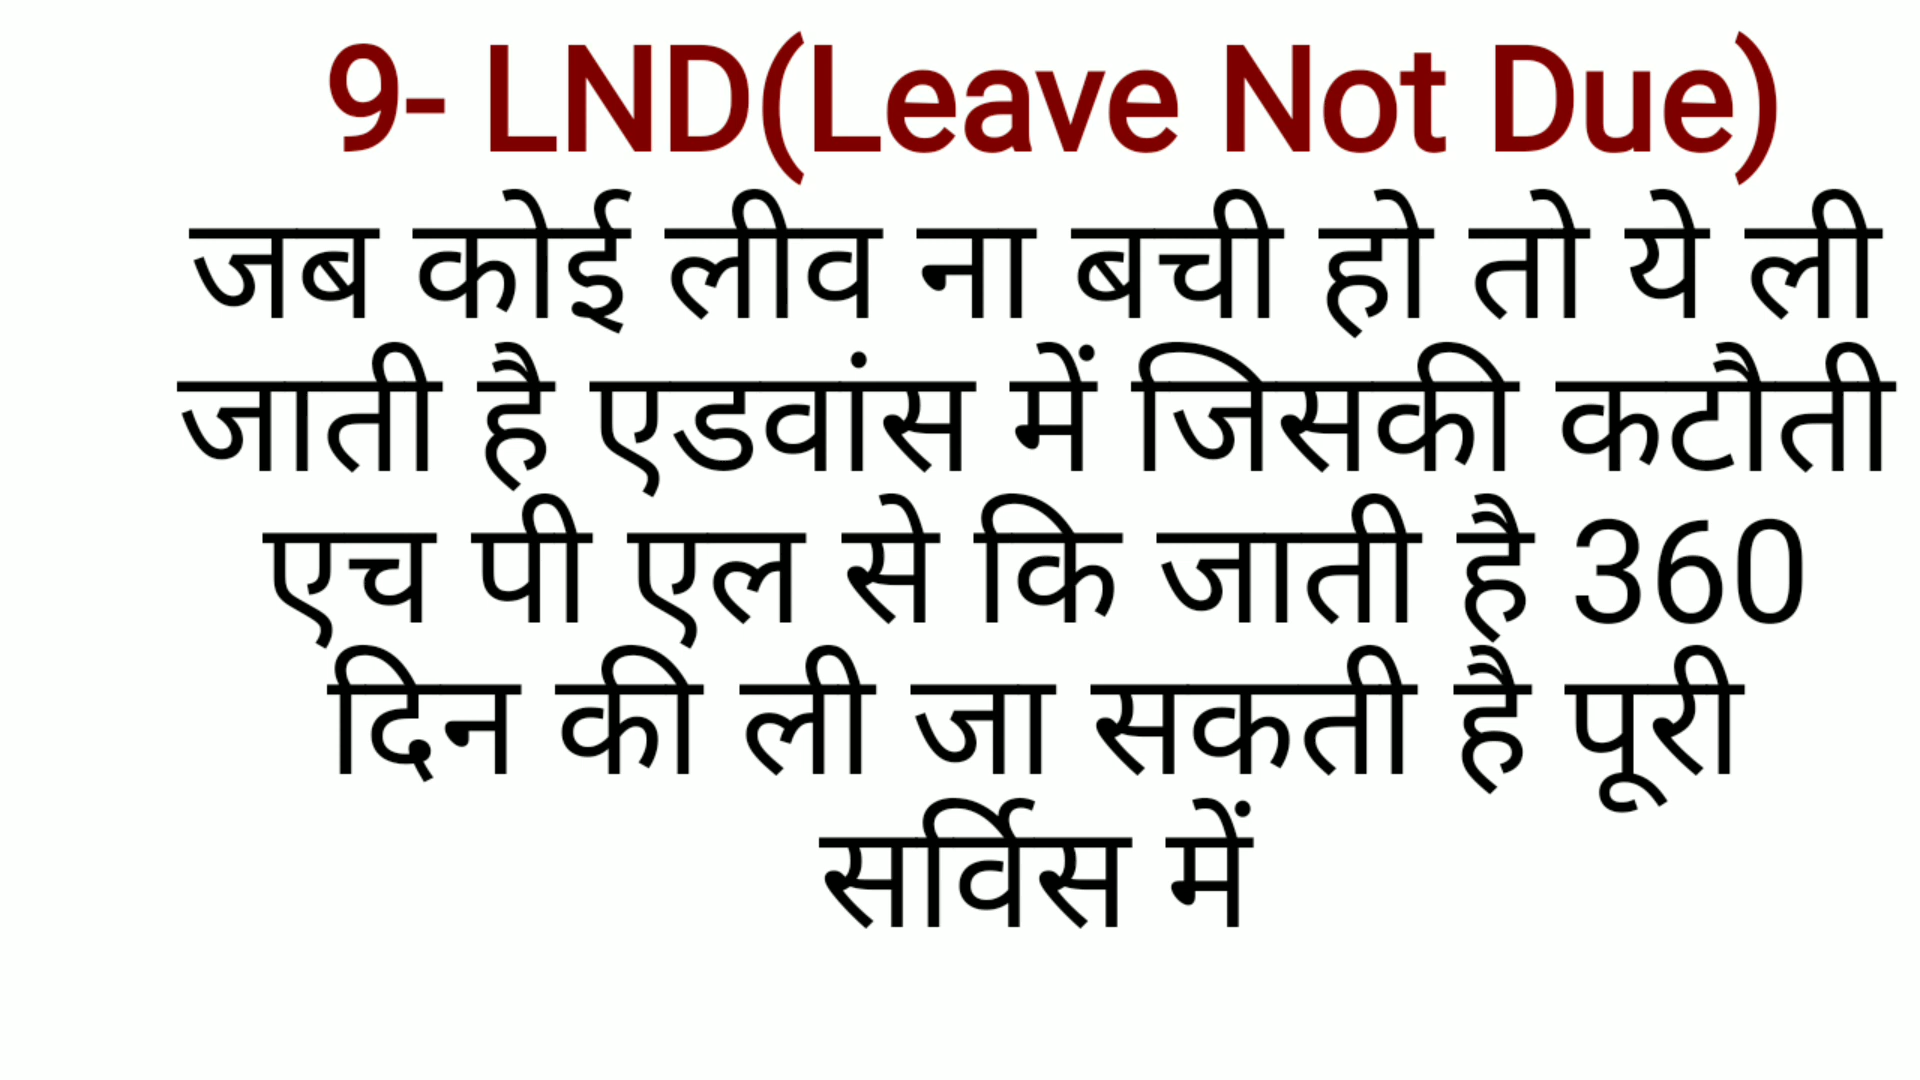 9- LND(Leave Not Due)
जब कोई लीव ना बची हो तो ये ली
जाती है एडवांस में जिसकी कटौती
एच पी एल से कि जाती है 360
दिन की ली जा सकती है पूरी
सर्विस में